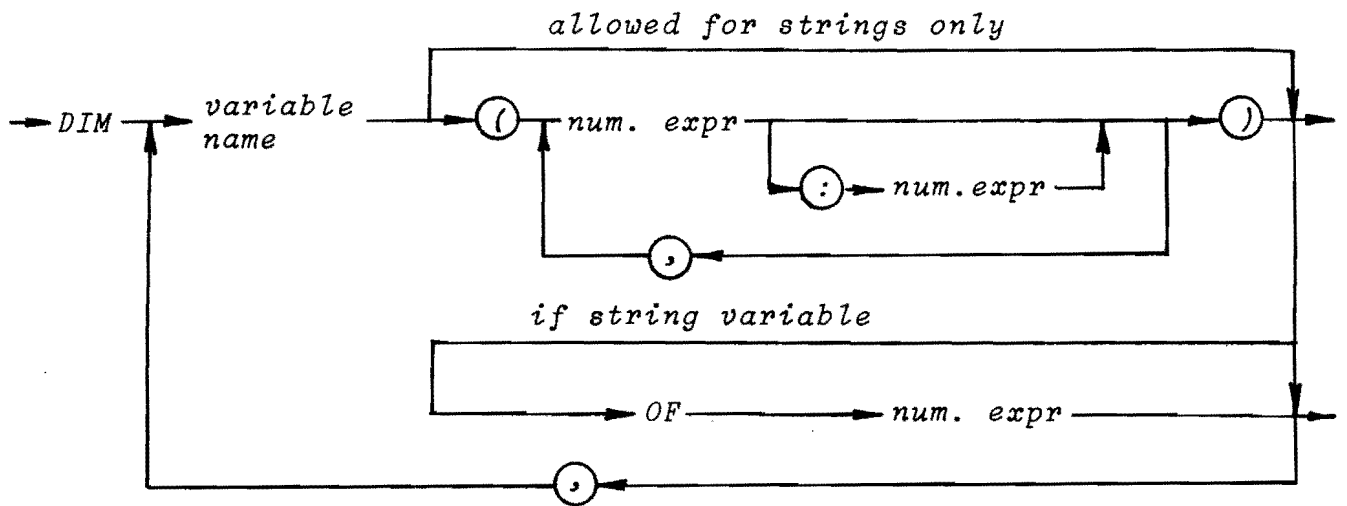 allowed for strings only
DIM variable name ( num. expr )
: num.expr
,
if string variable
OF num. expr
,